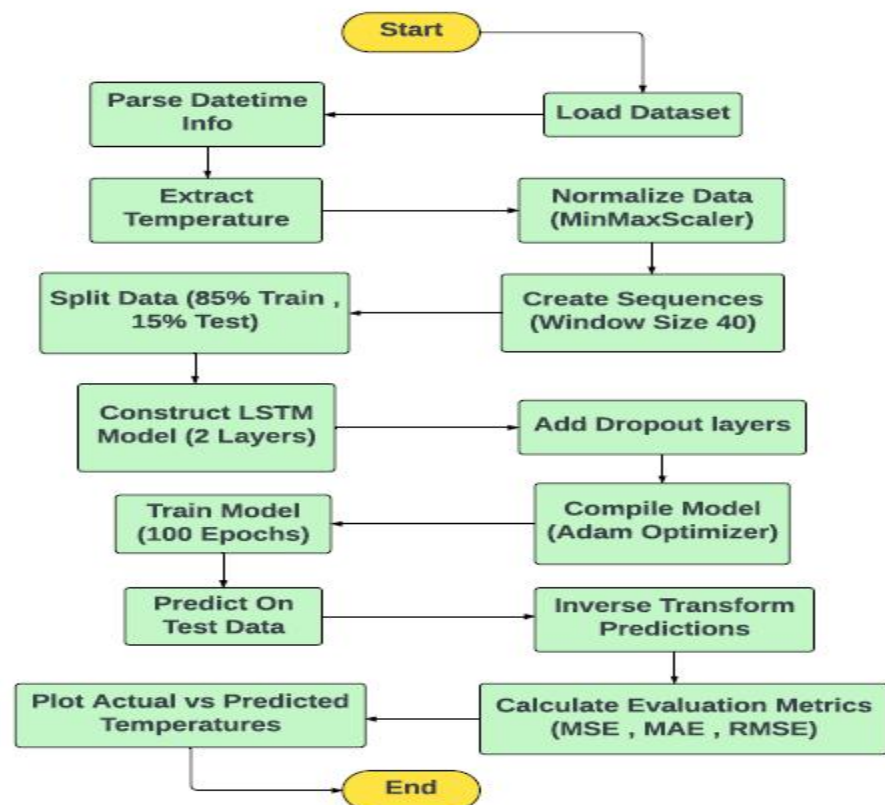 Start
Load Dataset
Parse Datetime
Info
Extract
Temperature
Normalize Data
(MinMaxScaler)
Create Sequences
(Window Size 40)
Split Data (85% Train ,
15% Test)
Construct LSTM
Model (2 Layers)
Add Dropout layers
Compile Model
(Adam Optimizer)
Train Model
(100 Epochs)
Predict On
Test Data
Inverse Transform
Predictions
Calculate Evaluation Metrics
(MSE , MAE , RMSE)
Plot Actual vs Predicted
Temperatures
End